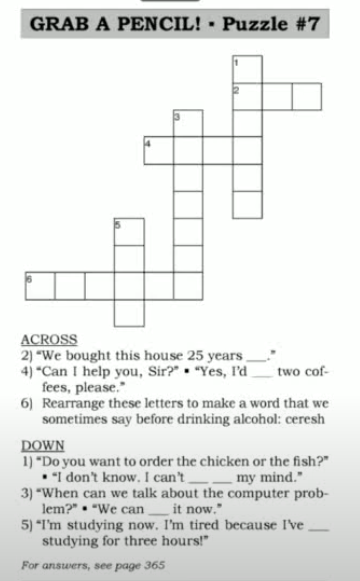 GRAB A PENCIL! ▪ Puzzle #7
1
2
3
4
5
6
ACROSS
2) “We bought this house 25 years ___.”
4) “Can I help you, Sir?” ▪ “Yes, I’d ___ two cof-
fees, please.”
6) Rearrange these letters to make a word that we
sometimes say before drinking alcohol: ceresh
DOWN
1) “Do you want to order the chicken or the fish?”
▪ “I don’t know. I can’t ___ ___ my mind.”
3) “When can we talk about the computer prob-
lem?” ▪ “We can ___ it now.”
5) “I’m studying now. I’m tired because I’ve ___
studying for three hours!”
For answers, see page 365